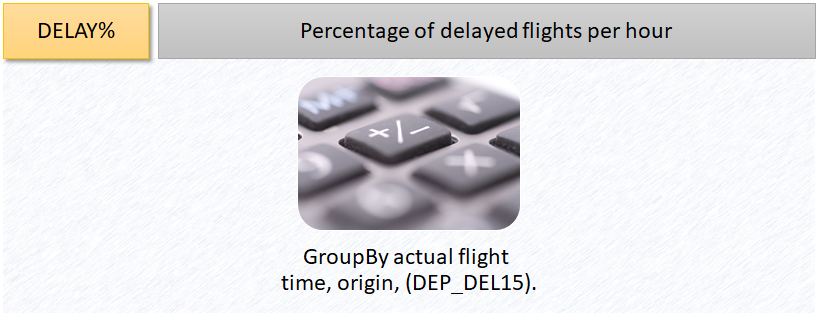 DELAY%
Percentage of delayed flights per hour
+/-
GroupBy actual flight
time, origin, (DEP_DEL15).